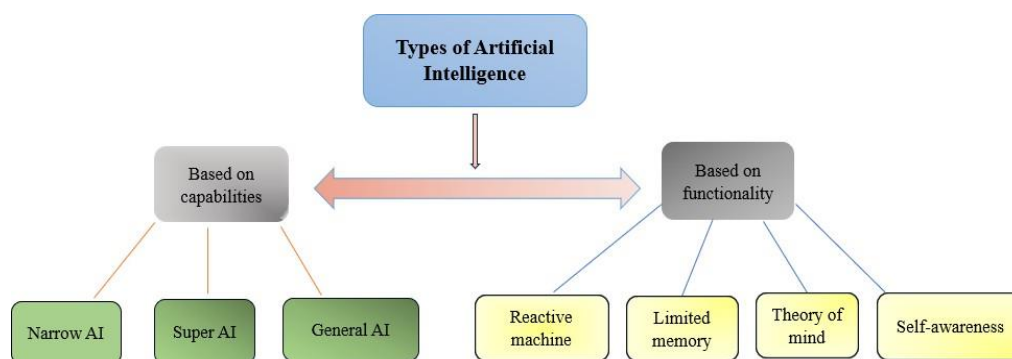 Types of Artificial
Intelligence
Based on
capabilities
Based on
functionality
Narrow AI
Super AI
General AI
Reactive
machine
Limited
memory
Theory of
mind
Self-awareness